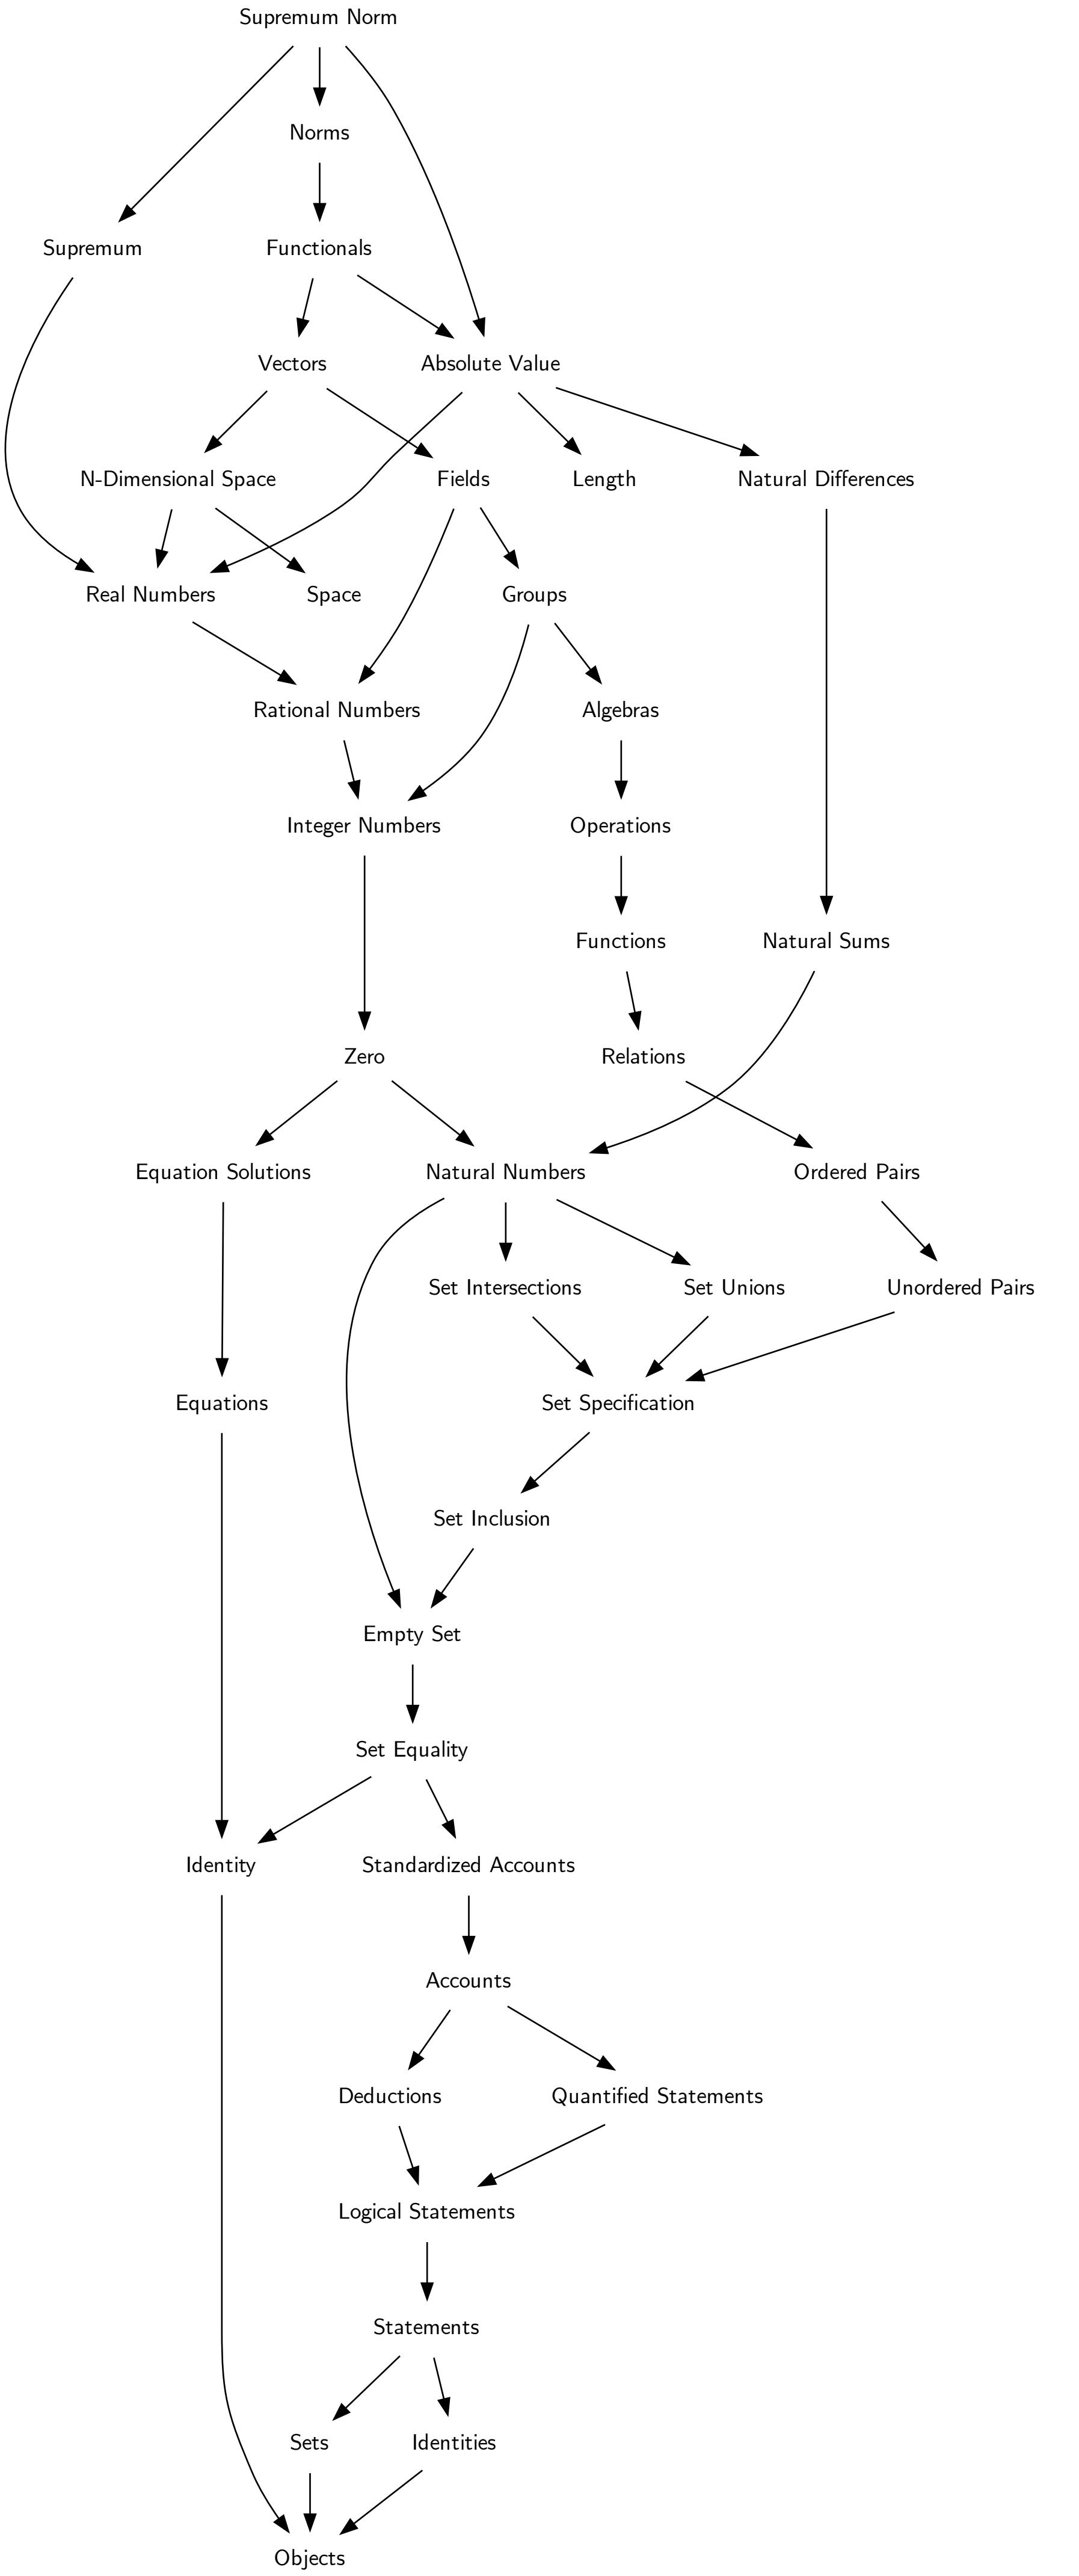 Supremum Norm
Norms
Supremum
Functionals
Vectors
Absolute Value
N-Dimensional Space
Fields
Length
Natural Differences
Real Numbers
Space
Groups
Rational Numbers
Algebras
Integer Numbers
Operations
Functions
Natural Sums
Zero
Relations
Equation Solutions
Natural Numbers
Ordered Pairs
Set Intersections
Set Unions
Unordered Pairs
Equations
Set Specification
Set Inclusion
Empty Set
Set Equality
Identity
Standardized Accounts
Accounts
Deductions
Quantified Statements
Logical Statements
Statements
Sets
Identities
Objects